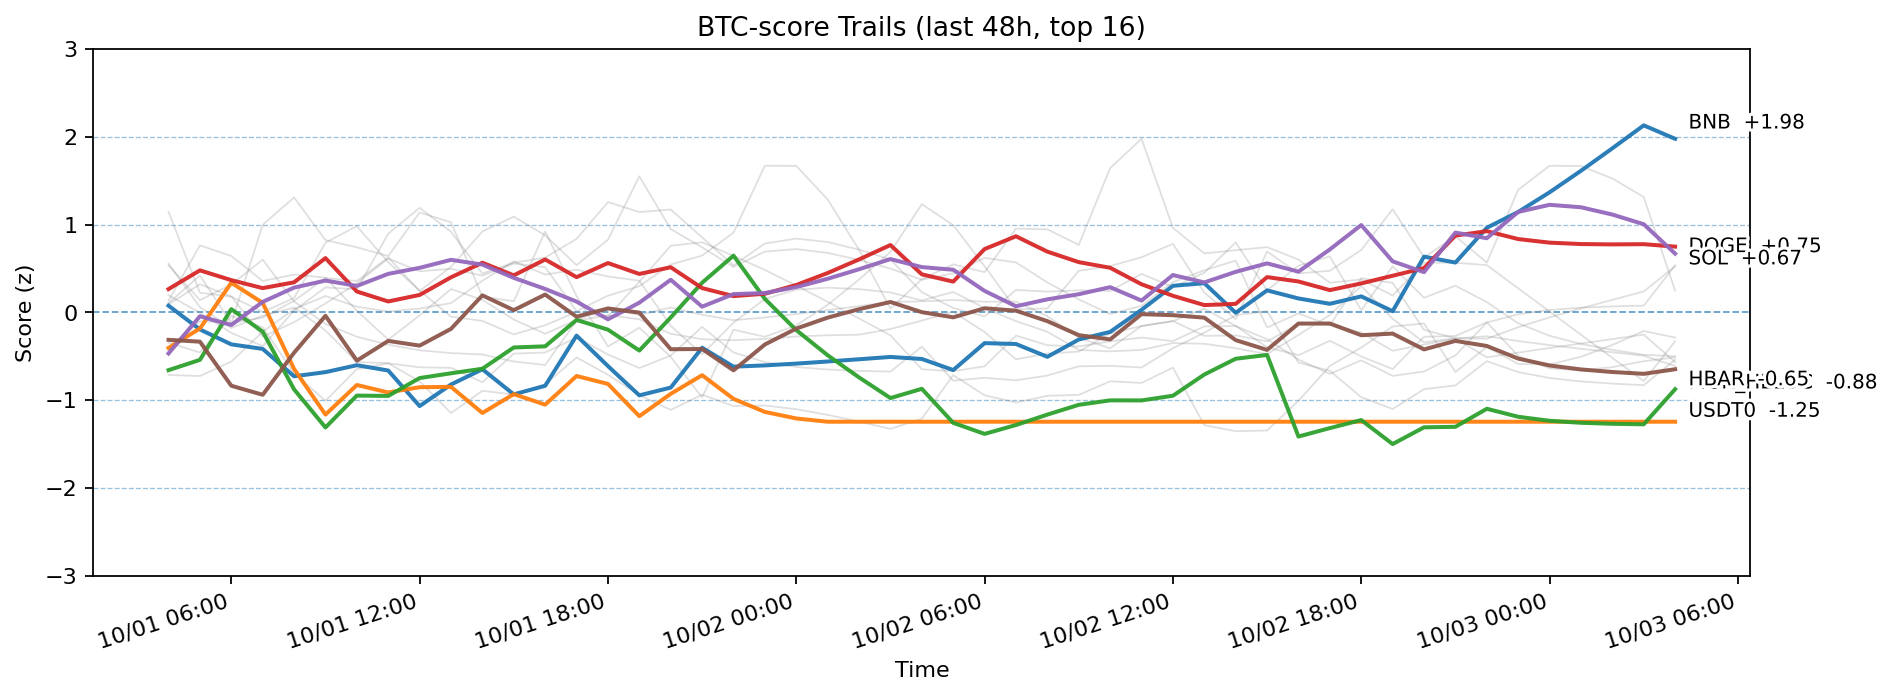 BTC-score Trails (last 48h, top 16)
Score (z)
3
2
1
0
−1
−2
−3
BNB +1.98
DOGE +0.75
SOL +0.67
HBAR -0.65
-0.88
USDT0 -1.25
10/01 06:00
10/01 12:00
10/01 18:00
10/02 00:00
10/02 06:00
10/02 12:00
10/02 18:00
10/03 00:00
10/03 06:00
Time